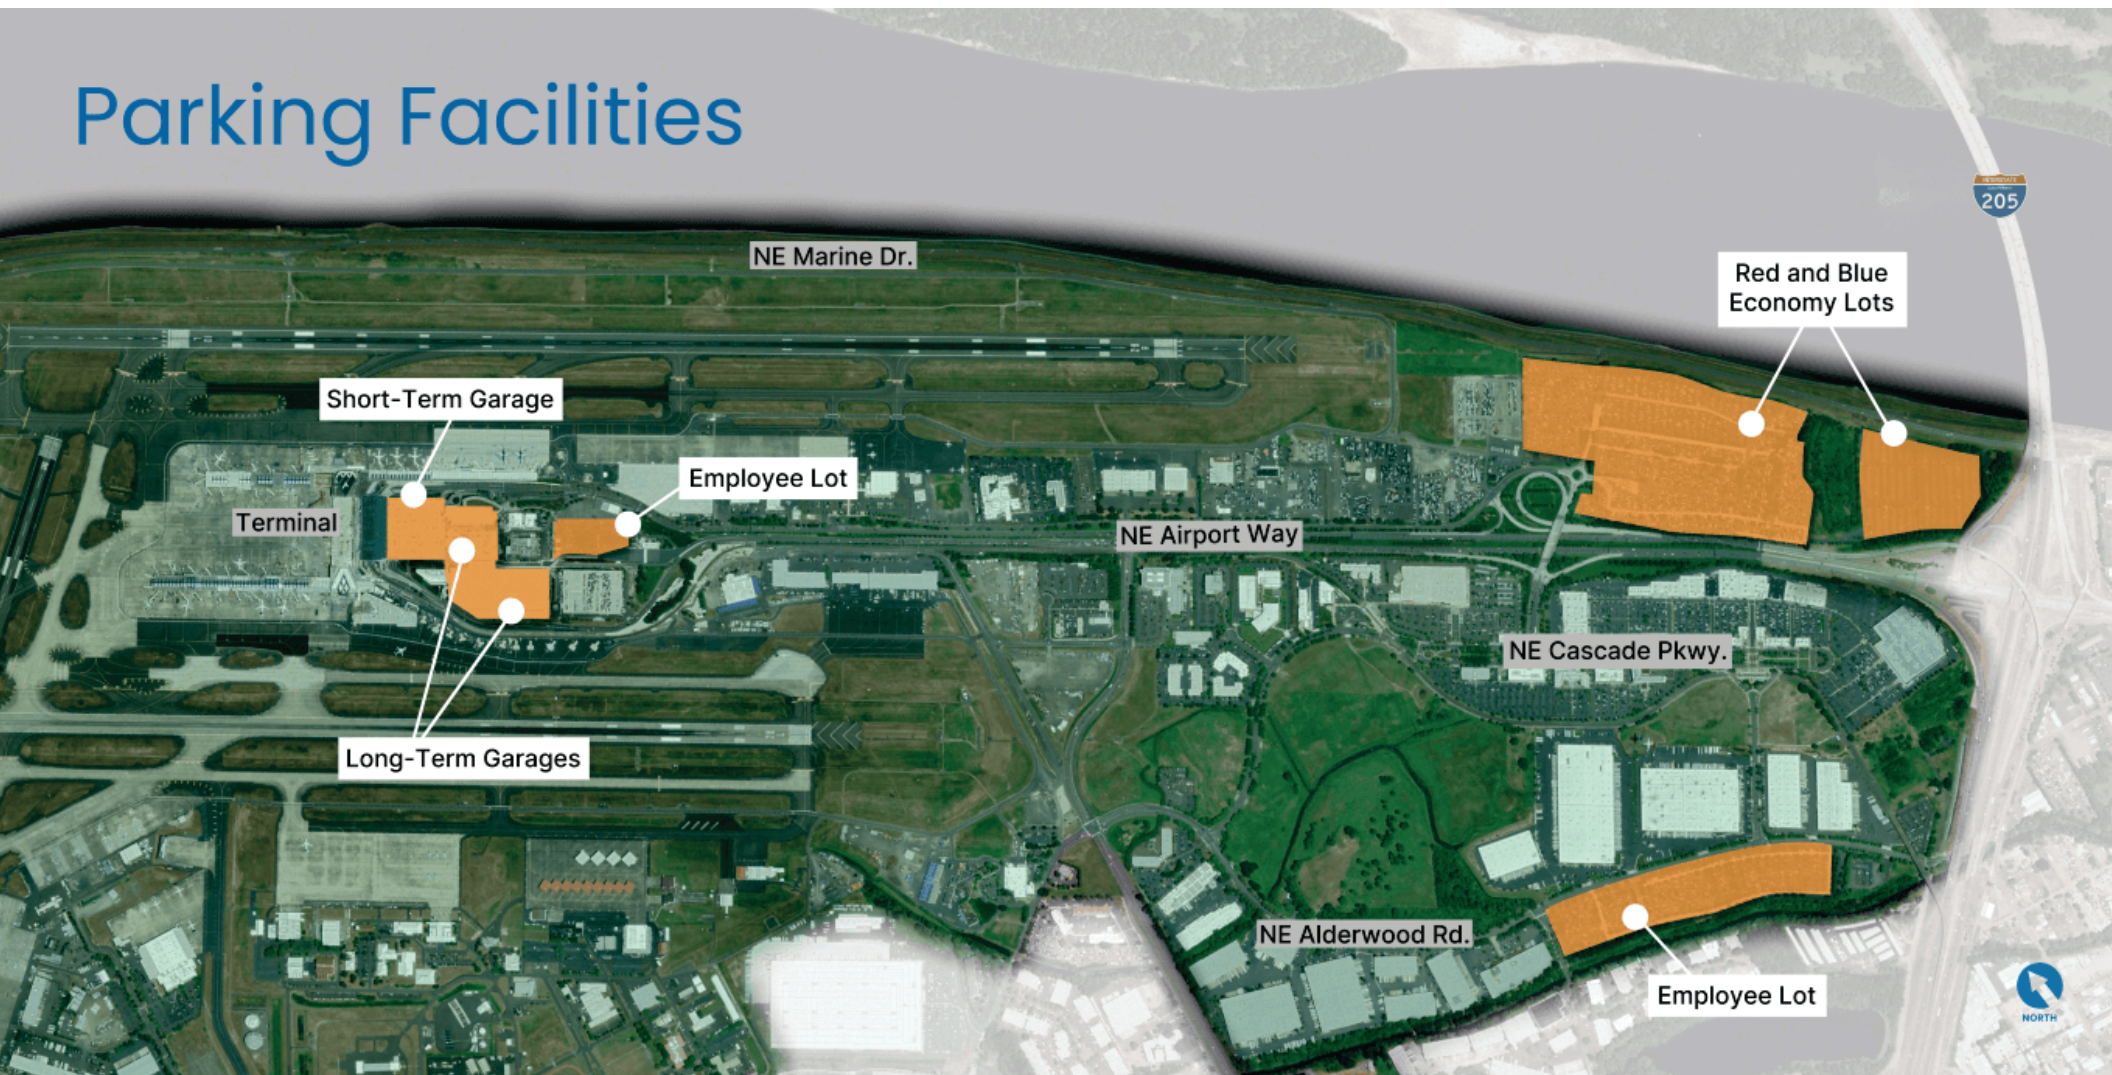 Parking Facilities
INTERSTATE
205
NE Marine Dr.
Red and Blue
Economy Lots
Short-Term Garage
Employee Lot
Terminal
NE Airport Way
NE Cascade Pkwy.
Long-Term Garages
NE Alderwood Rd.
Employee Lot
NORTH